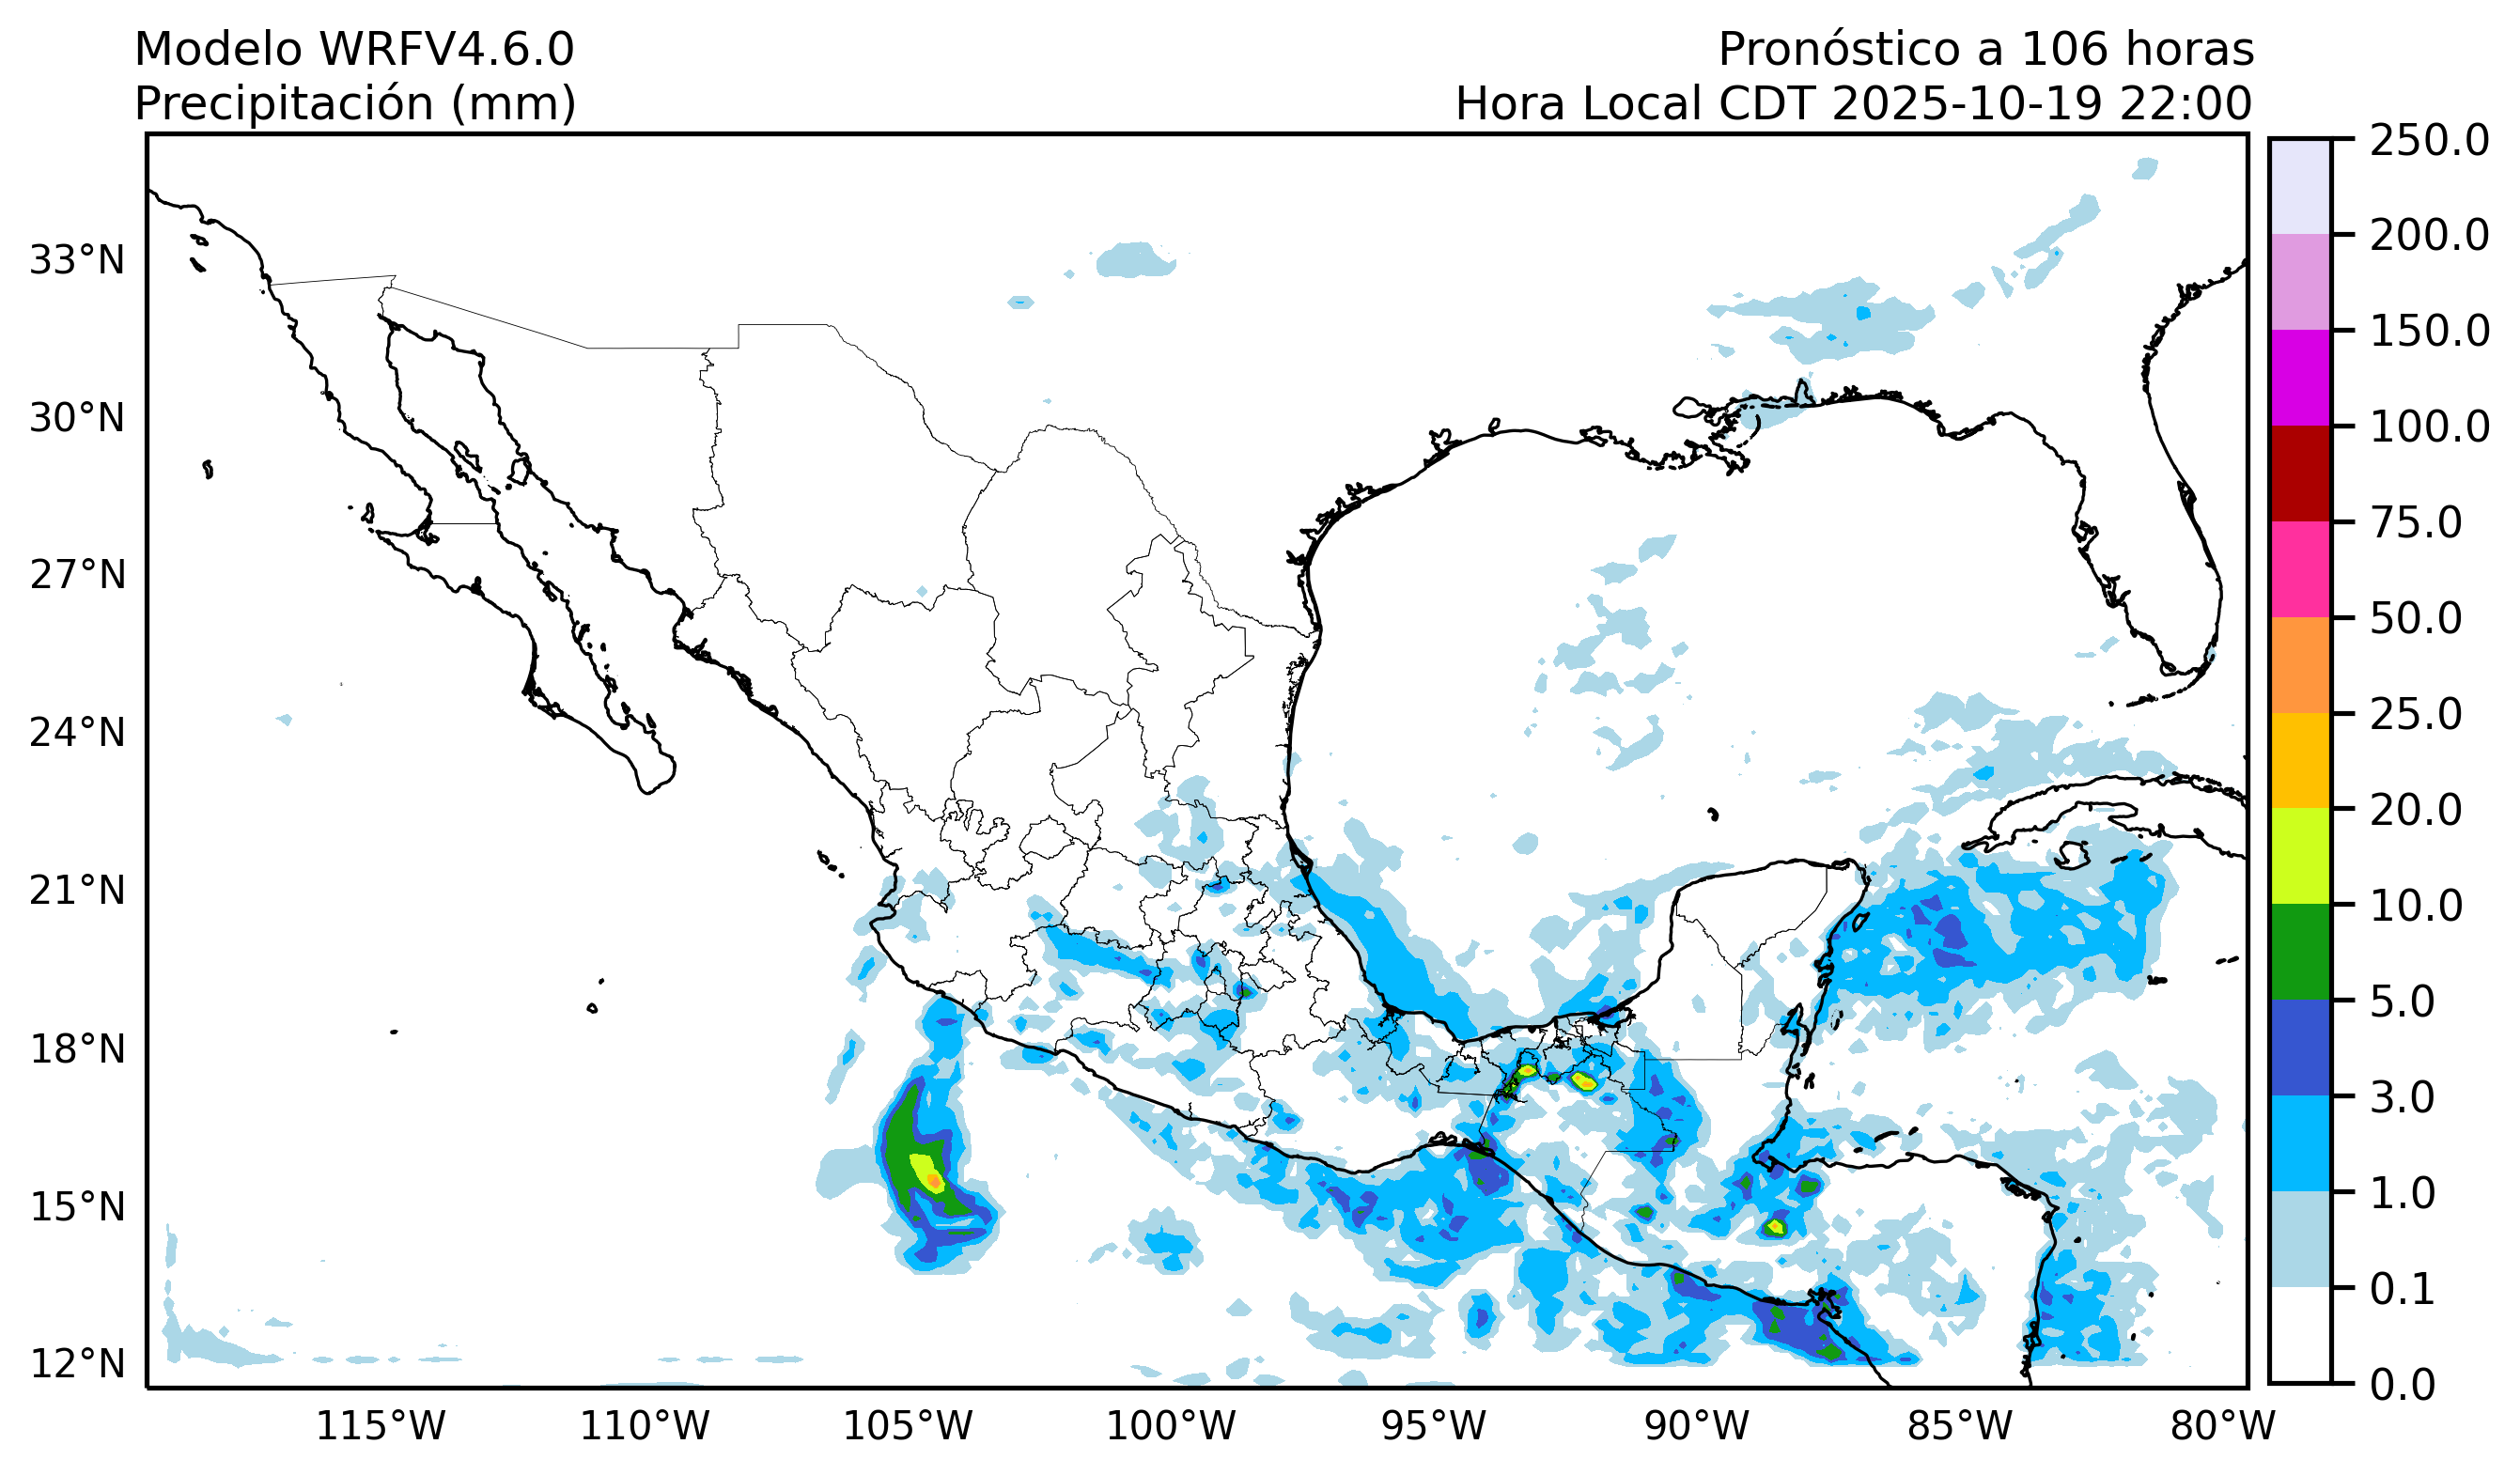 Modelo WRFV4.6.0
Precipitación (mm)
Pronóstico a 106 horas
Hora Local CDT 2025-10-19 22:00
33°N
30°N
27°N
24°N
21°N
18°N
15°N
12°N
115°W
110°W
105°W
100°W
95°W
90°W
85°W
80°W
250.0
200.0
150.0
100.0
75.0
50.0
25.0
20.0
10.0
5.0
3.0
1.0
0.1
0.0